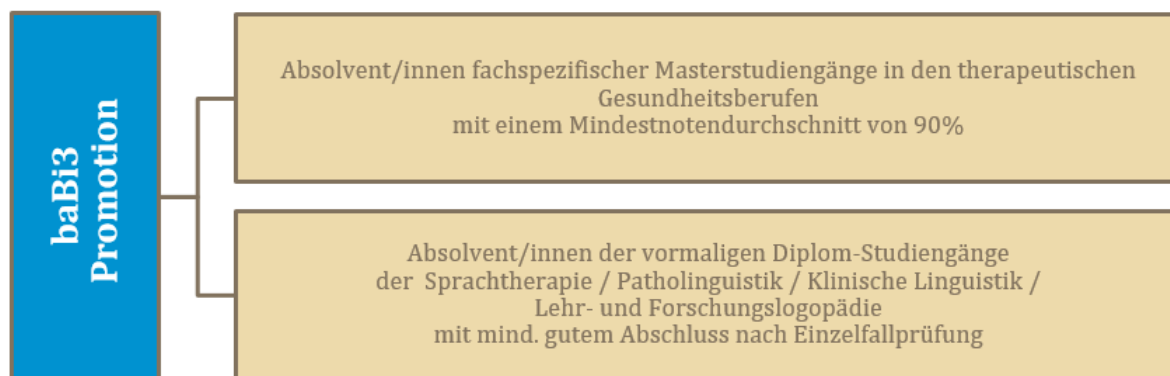 baBi3
Promotion
Absolvent/innen fachspezifischer Masterstudiengänge in den therapeutischen
Gesundheitsberufen
mit einem Mindestnotendurchschnitt von 90%
Absolvent/innen der vormaligen Diplom-Studiengänge
der Sprachtherapie / Patholinguistik / Klinische Linguistik /
Lehr- und Forschungslogopädie
mit mind. gutem Abschluss nach Einzelfallprüfung